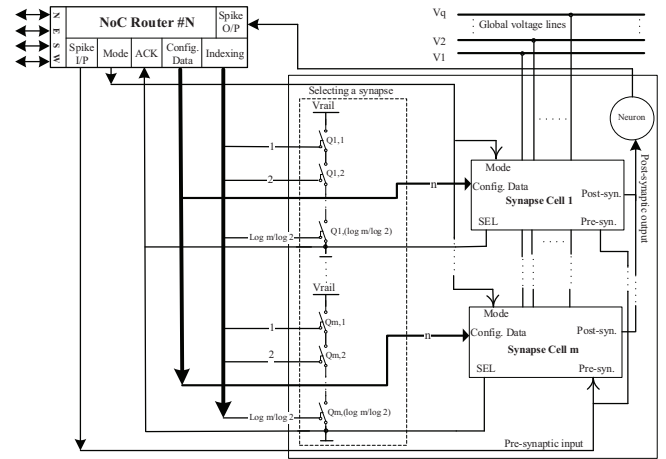 NoC Router #N
Spike
O/P
N
E
S
W
Spike
I/P
Mode
ACK
Config.
Data
Indexing
Vq
Global voltage lines
V2
V1
Selecting a synapse
Vrail
Q1,1
1
Q1,2
2
Q1,(log m/log 2)
Log m/log 2
Neuron
Post-synaptic output
Mode
n
Config. Data
Post-syn.
Synapse Cell 1
SEL
Pre-syn.
Vrail
Qm,1
1
Qm,2
2
Qm,(log m/log 2)
Log m/log 2
Mode
n
Config. Data
Post-syn.
Synapse Cell m
SEL
Pre-syn.
Pre-synaptic input